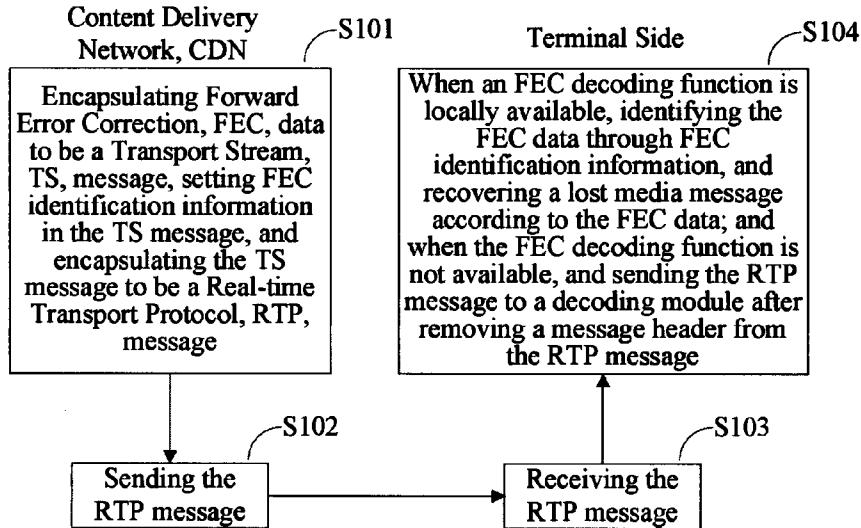 Content Delivery
Network, CDN
S101
Encapsulating Forward
Error Correction, FEC, data
to be a Transport Stream,
TS, message, setting FEC
identification information
in the TS message, and
encapsulating the TS
message to be a Real-time
Transport Protocol, RTP,
message
S102
Sending the
RTP message
S103
Receiving the
RTP message
Terminal Side
S104
When an FEC decoding function is
locally available, identifying the
FEC data through FEC
identification information, and
recovering a lost media message
according to the FEC data; and
when the FEC decoding function is
not available, and sending the RTP
message to a decoding module after
removing a message header from
the RTP message